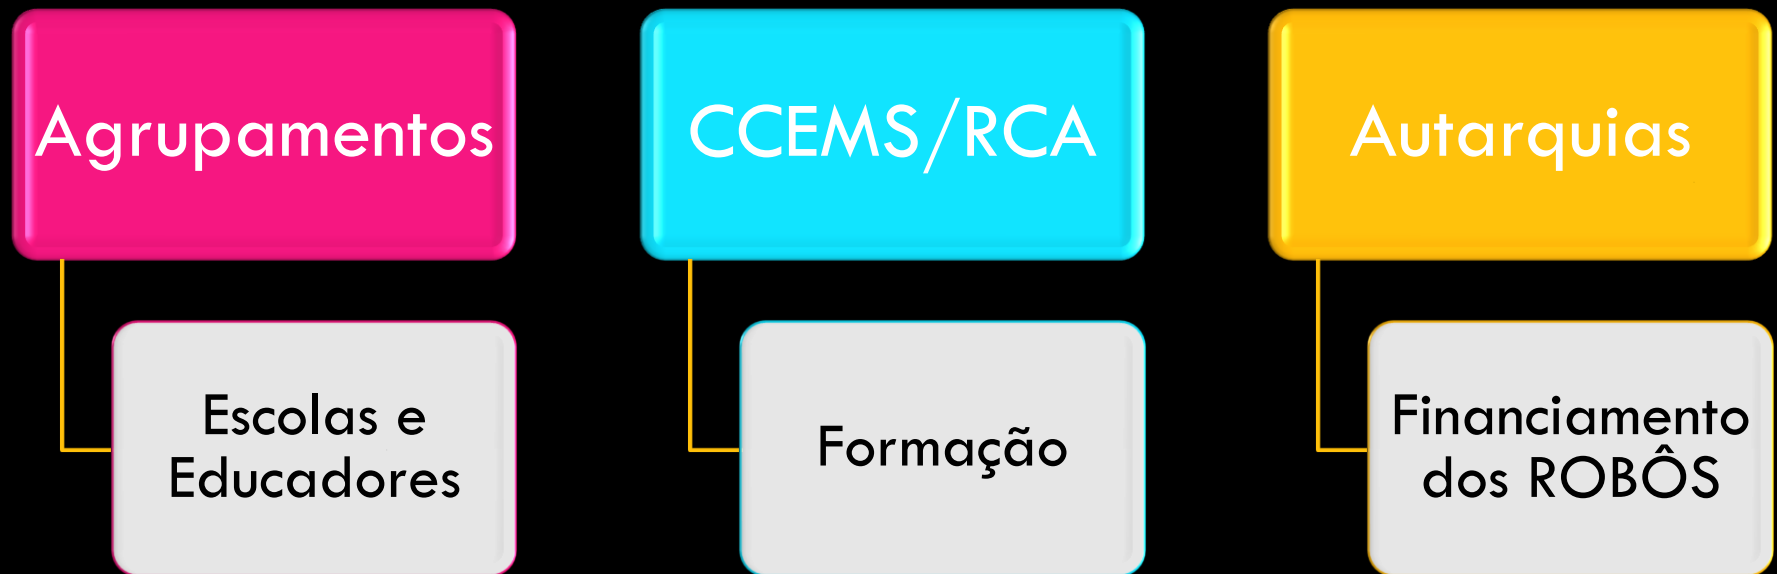 Agrupamentos
CCEMS/RCA
Autarquias
Escolas e
Educadores
Formação
Financiamento
dos ROBÔS